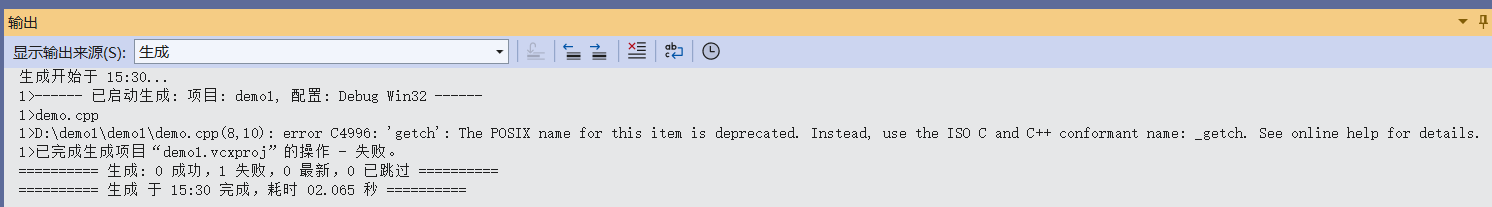 输出
显示输出来源(S): 生成
生成开始于 15:30...
1>------ 已启动生成: 项目: demo1, 配置: Debug Win32 ------
1>demo.cpp
1>D:\demo1\demo1\demo.cpp(8,10): error C4996: 'getch': The POSIX name for this item is deprecated. Instead, use the ISO C and C++ conformant name: _getch. See online help for details.
1>已完成生成项目“demo1.vcxproj”的操作 - 失败。
========== 生成: 0 成功，1 失败，0 最新，0 已跳过 ==========
========== 生成 于 15:30 完成，耗时 02.065 秒 ==========